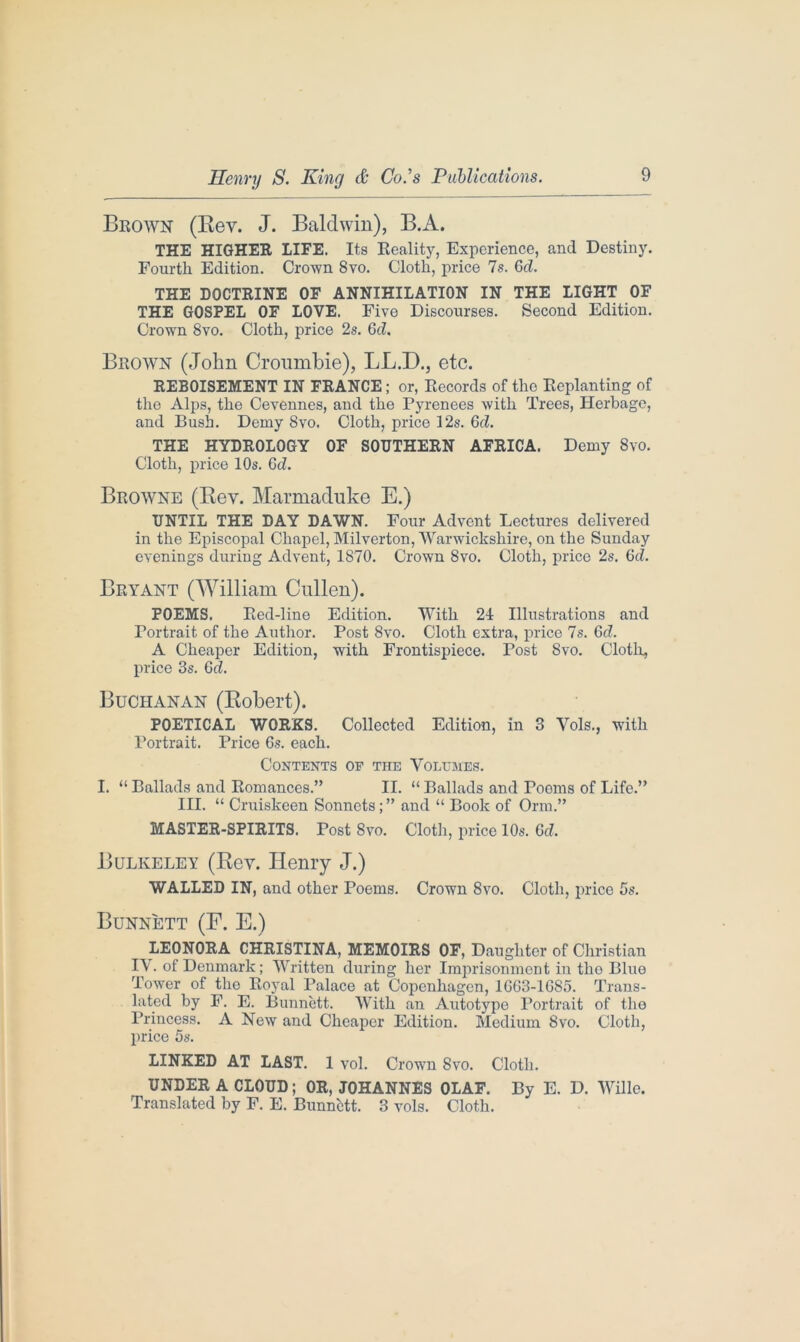 Henry S. King & Co.'s Publications. 9
Brown (Rev. J. Baldwin), B.A.
THE HIGHER LIFE. Its Reality, Experience, and Destiny.
Fourth Edition. Crown 8vo. Cloth, price 7s. 6d.
THE DOCTRINE OF ANNIHILATION IN THE LIGHT OF
THE GOSPEL OF LOVE. Five Discourses. Second Edition.
Crown 8vo. Cloth, price 2s. 6d.
Brown (John Croumbie), LL.D., etc.
REBOISEMENT IN FRANCE; or, Records of the Replanting of
the Alps, the Cevennes, and the Pyrenees with Trees, Herbage,
and Bush. Demy 8vo. Cloth, price 12s. 6d.
THE HYDROLOGY OF SOUTHERN AFRICA. Demy 8vo.
Cloth, price 10s. 6d.
Browne (Rev. Marmaduke E.)
UNTIL THE DAY DAWN. Four Advent Lectures delivered
in the Episcopal Chapel, Milverton, Warwickshire, on the Sunday
evenings during Advent, 1870. Crown 8vo. Cloth, price 2s. 6d.
Bryant (William Cullen).
POEMS. Red-line Edition. With 24 Illustrations and
Portrait of the Author. Post 8vo. Cloth extra, price 7s. 6d.
A Cheaper Edition, with Frontispiece. Post 8vo. Cloth,
price 3s. 6d.
Buchanan (Robert).
POETICAL WORKS. Collected Edition, in 3 Vols., with
Portrait. Price 6s. each.
Contents of the Volumes.
I. "Ballads and Romances." II. "Ballads and Poems of Life."
III. "Cruiskeen Sonnets;" and "Book of Orm."
MASTER-SPIRITS. Post 8vo. Cloth, price 10s. 6d.
Bulkeley (Rev. Henry J.)
WALLED IN, and other Poems. Crown 8vo. Cloth, price 5s.
Bunnètt (F. E.)
LEONORA CHRISTINA, MEMOIRS OF, Daughter of Christian
IV. of Denmark; Written during her Imprisonment in the Blue
Tower of the Royal Palace at Copenhagen, 1663-1685. Trans-
lated by F. E. Bunnètt. With an Autotype Portrait of the
Princess. A New and Cheaper Edition. Medium 8vo. Cloth,
price 5s.
LINKED AT LAST. 1 vol. Crown 8vo. Cloth.
UNDER A CLOUD; OR, JOHANNES OLAF. By E. D. Wille.
Translated by F. E. Bunnètt. 3 vols. Cloth.